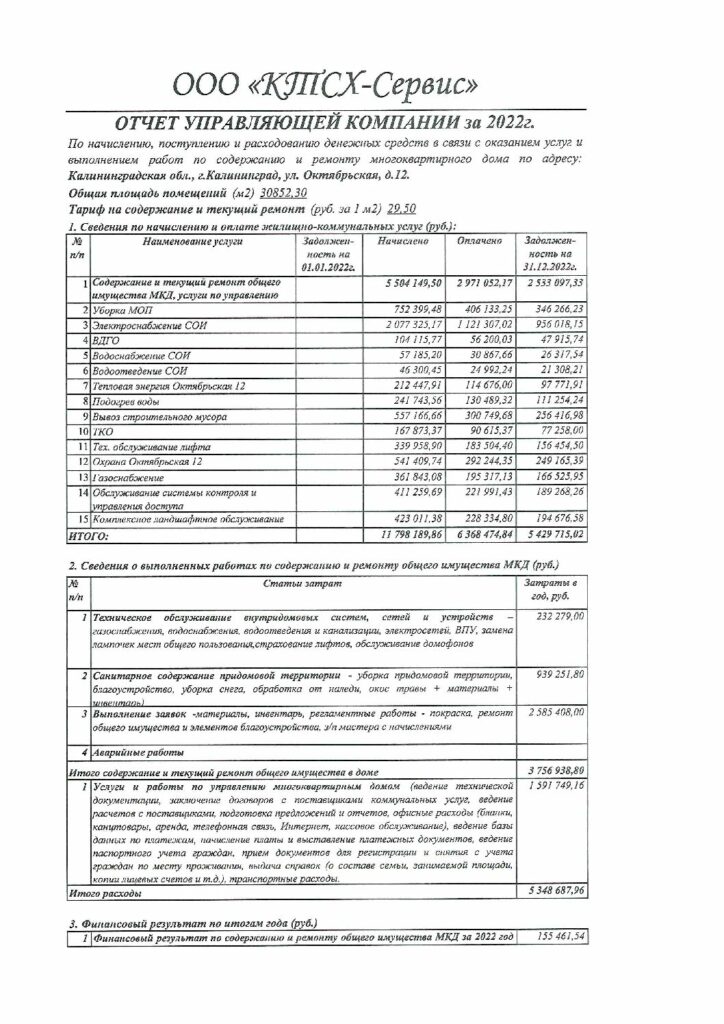 ООО «КТСХ-Сервис»
ОТЧЕТ УПРАВЛЯЮЩЕЙ КОМПАНИИ за 2022г.
По начислению, поступлению и расходованию денежных средств в связи с оказанием услуг и
выполнением работ по содержанию и ремонту многоквартирного дома по адресу:
Калининградская обл., г.Калининград, ул. Октябрьская, д.12.
Общая площадь помещений (м2) 30852,30
Тариф на содержание и текущий ремонт (руб. за 1 м2) 29,50
1. Сведения по начислению и оплате жилищно-коммунальных услуг (руб.):
№ п/п Наименование услуги Задолжен-ность на 01.01.2022г. Начислено Оплачено Задолжен-ность на 31.12.2022г.
1 Содержание и текущий ремонт общего имущества МКД, услуги по управлению 5 504 149,50 2 971 052,17 2 533 097,33
2 Уборка МОП 752 399,48 406 133,25 346 266,23
3 Электроснабжение СОИ 2 077 325,17 1 121 307,02 956 018,15
4 ВДГО 104 115,77 56 200,03 47 915,74
5 Водоснабжение СОИ 57 185,20 30 867,66 26 317,54
6 Водоотведение СОИ 46 300,45 24 992,24 21 308,21
7 Тепловая энергия Октябрьская 12 212 447,91 114 676,00 97 771,91
8 Подогрев воды 241 743,56 130 489,32 111 254,24
9 Вывоз строительного мусора 557 166,66 300 749,68 256 416,98
10 ТКО 167 873,37 90 615,37 77 258,00
11 Тех. обслуживание лифта 339 958,90 183 504,40 156 454,50
12 Охрана Октябрьская 12 541 409,74 292 244,35 249 165,39
13 Газоснабжение 361 843,08 195 317,13 166 525,95
14 Обслуживание системы контроля и управления доступа 411 259,69 221 991,43 189 268,26
15 Комплексное ландшафтное обслуживание 423 011,38 228 334,80 194 676,58
ИТОГО: 11 798 189,86 6 368 474,84 5 429 715,02
2. Сведения о выполненных работах по содержанию и ремонту общего имущества МКД (руб.)
№ п/п Статьи затрат Затраты в год, руб.
1 Техническое обслуживание внутридомовых систем, сетей и устройств – 232 279,00
газоснабжения, водоснабжения, водоотведения и канализации, электросетей, ВПУ, замена
лампочек мест общего пользования,страхование лифтов, обслуживание домофонов
2 Санитарное содержание придомовой территории - уборка придомовой территории, 939 251,80
благоустройство, уборка снега, обработка от наледи, окос травы + материалы +
инвентарь)
3 Выполнение заявок -материалы, инвентарь, регламентные работы - покраска, ремонт 2 585 408,00
общего имущества и элементов благоустройства, з/п мастера с начислениями
4 Аварийные работы
Итого содержание и текущий ремонт общего имущества в доме 3 756 938,80
1 Услуги и работы по управлению многоквартирным домом (ведение технической 1 591 749,16
документации, заключение договоров с поставщиками коммунальных услуг, ведение
расчетов с поставщиками, подготовка предложений и отчетов, офисные расходы (бланки,
канцтовары, аренда, телефонная связь, Интернет, кассовое обслуживание), ведение базы
данных по платежам, начисление платы и выставление платежных документов, ведение
паспортного учета граждан, прием документов для регистрации и снятия с учета
граждан по месту проживания, выдача справок (о составе семьи, занимаемой площади,
копии лицевых счетов и т.д.), транспортные расходы.
Итого расходы 5 348 687,96
3. Финансовый результат по итогам года (руб.)
1 Финансовый результат по содержанию и ремонту общего имущества МКД за 2022 год 155 461,54